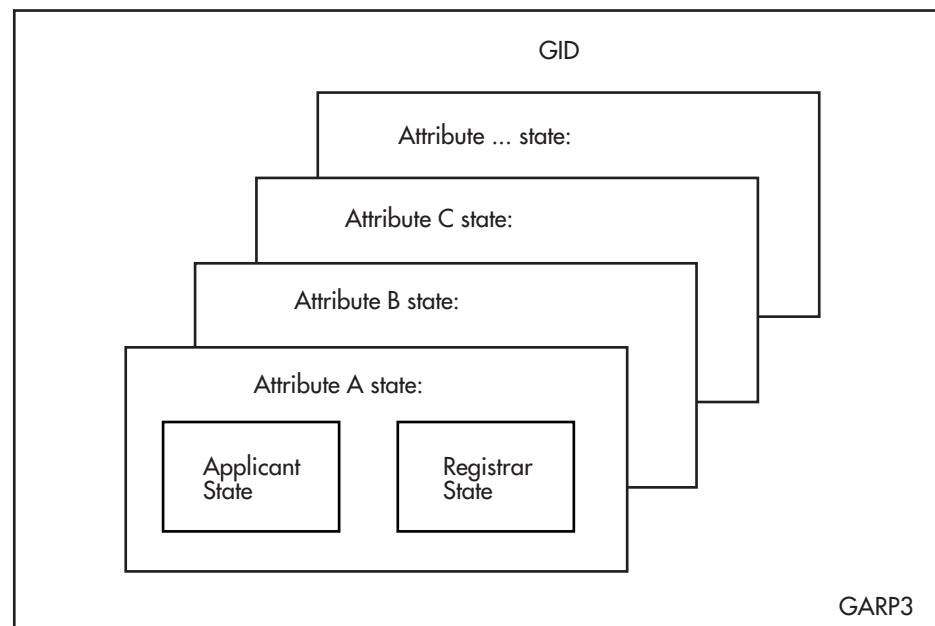 GID
Attribute ... state:
Attribute C state:
Attribute B state:
Attribute A state:
Applicant
State
Registrar
State
GARP3